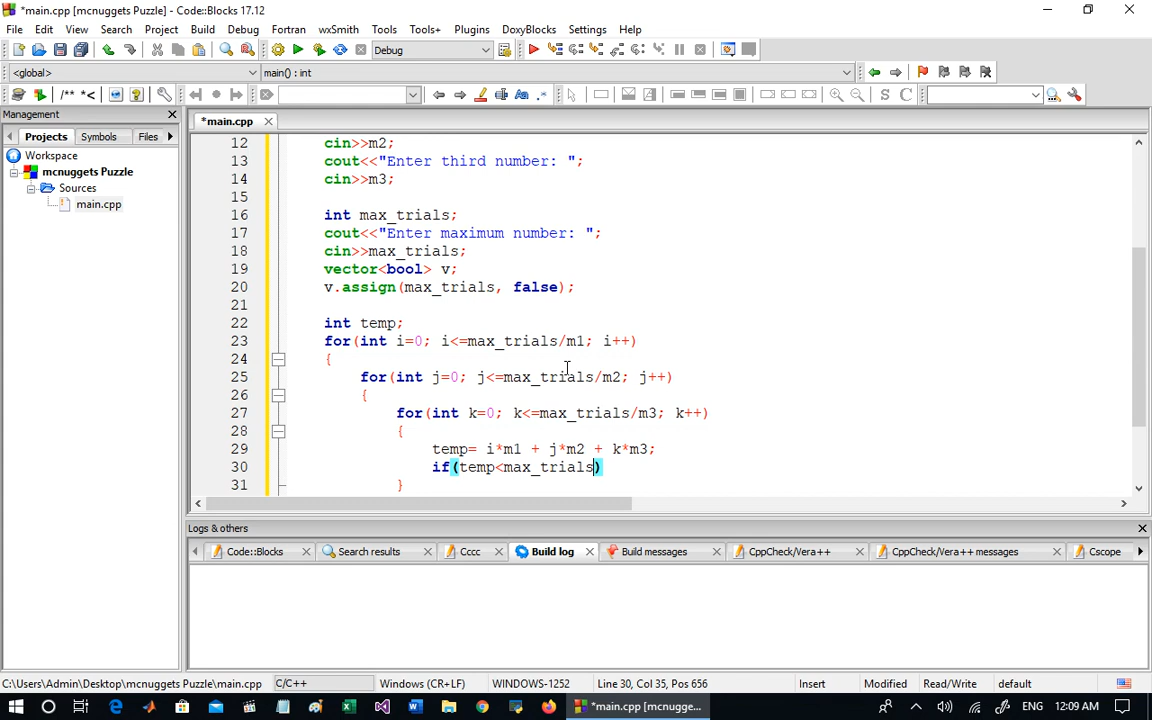 *main.cpp [mcnuggets Puzzle] - Code::Blocks 17.12
File Edit View Search Project Build Debug Fortran wxSmith Tools Tools+ Plugins DoxyBlocks Settings Help
Debug
<global> main() : int
/** *<
S C
Management
*main.cpp
Projects Symbols Files
Workspace
mcnuggets Puzzle
Sources
main.cpp
12 cin>>m2;
13 cout<<"Enter third number: ";
14 cin>>m3;
15
16 int max_trials;
17 cout<<"Enter maximum number: ";
18 cin>>max_trials;
19 vector<bool> v;
20 v.assign(max_trials, false);
21
22 int temp;
23 for(int i=0; i<=max_trials/m1; i++)
24 {
25 for(int j=0; j<=max_trials/m2; j++)
26 {
27 for(int k=0; k<=max_trials/m3; k++)
28 {
29 temp= i*m1 + j*m2 + k*m3;
30 if(temp<max_trials)
31 }
Logs & others
Code::Blocks Search results Cccc Build log Build messages CppCheck/Vera++ CppCheck/Vera++ messages Cscope
C:\Users\Admin\Desktop\mcnuggets Puzzle\main.cpp C/C++ Windows (CR+LF) WINDOWS-1252 Line 30, Col 35, Pos 656 Insert Modified Read/Write default
*main.cpp [mcnugge... ENG 12:09 AM